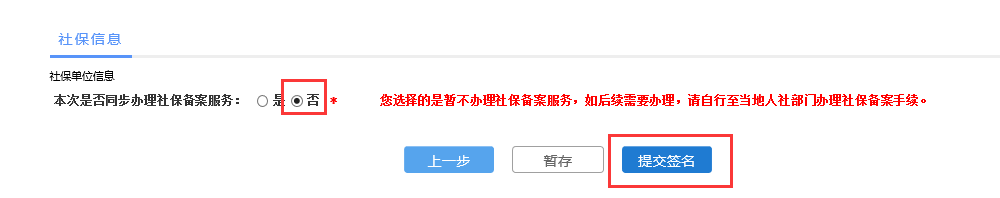 社保信息
社保单位信息
本次是否同步办理社保备案服务： 是 否 * 您选择的是暂不办理社保备案服务，如后续需要办理，请自行至当地人社部门办理社保备案手续。
上一步 暂存 提交签名